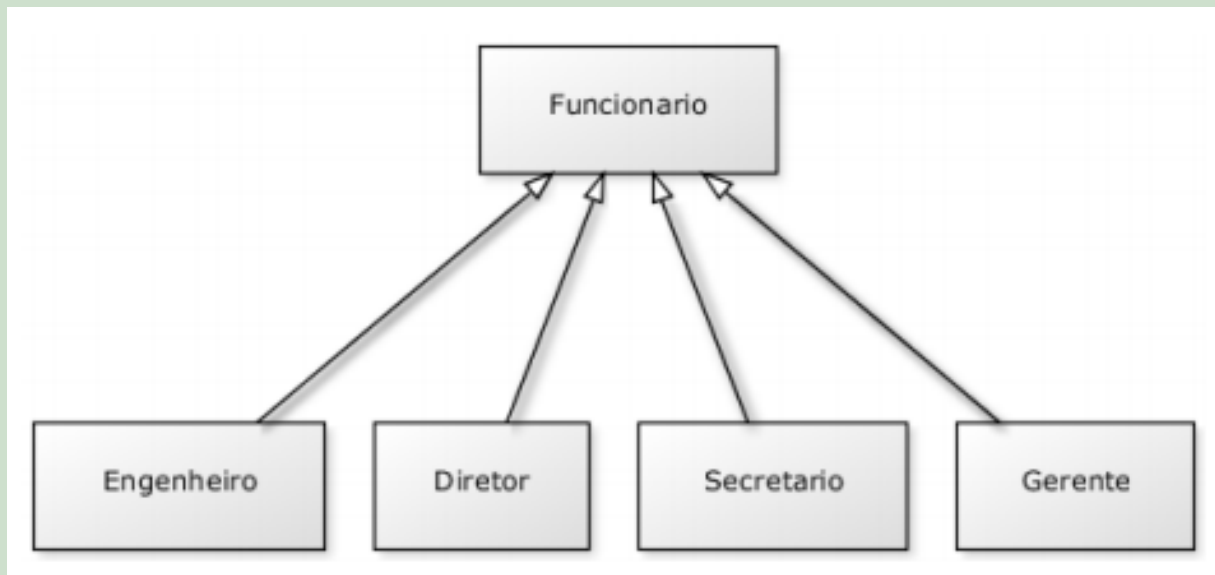 Funcionario
Engenheiro
Diretor
Secretario
Gerente